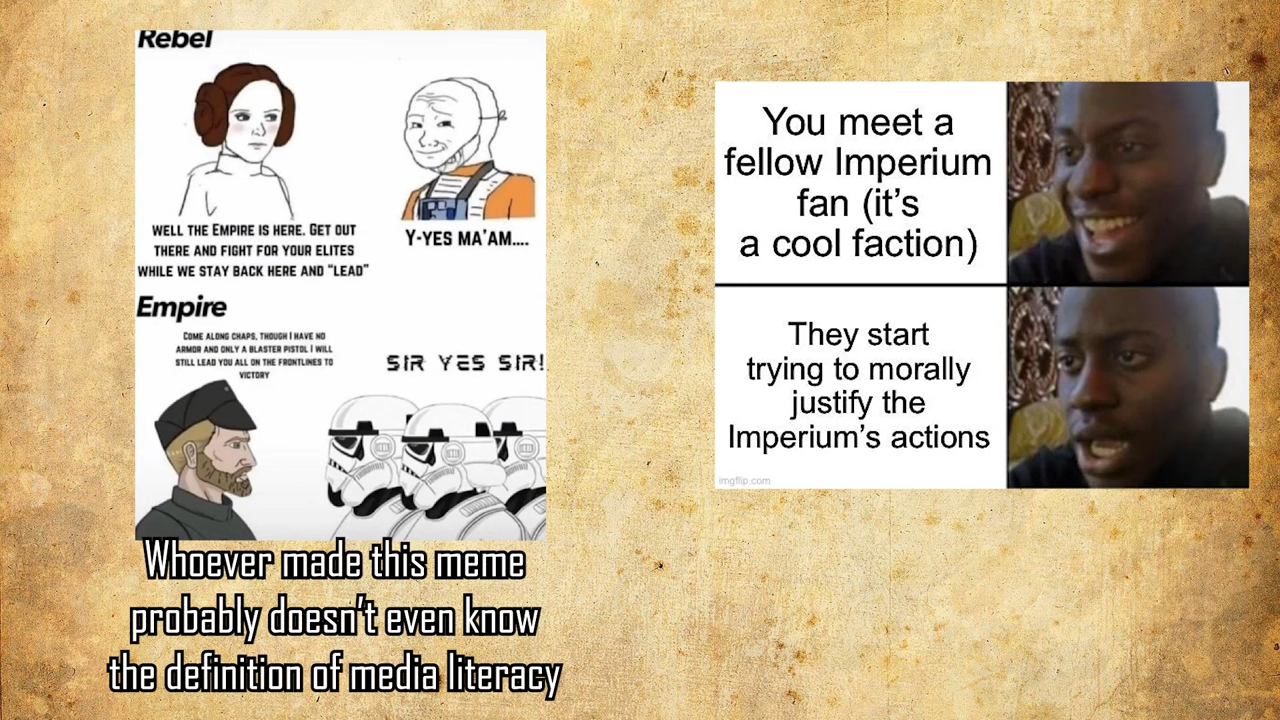 Rebel
WELL THE EMPIRE IS HERE. GET OUT
THERE AND FIGHT FOR YOUR ELITES
WHILE WE STAY BACK HERE AND “LEAD”
Y-YES MA'AM....
Empire
COME ALONG CHAPS, THOUGH I HAVE NO
ARMOR AND ONLY A BLASTER PISTOL I WILL
STILL LEAD YOU ALL ON THE FRONTLINES TO
VICTORY
SIR YES SIR!
Whoever made this meme
probably doesn't even know
the definition of media literacy
You meet a
fellow Imperium
fan (it’s
a cool faction)
They start
trying to morally
justify the
Imperium’s actions
imgflip.com